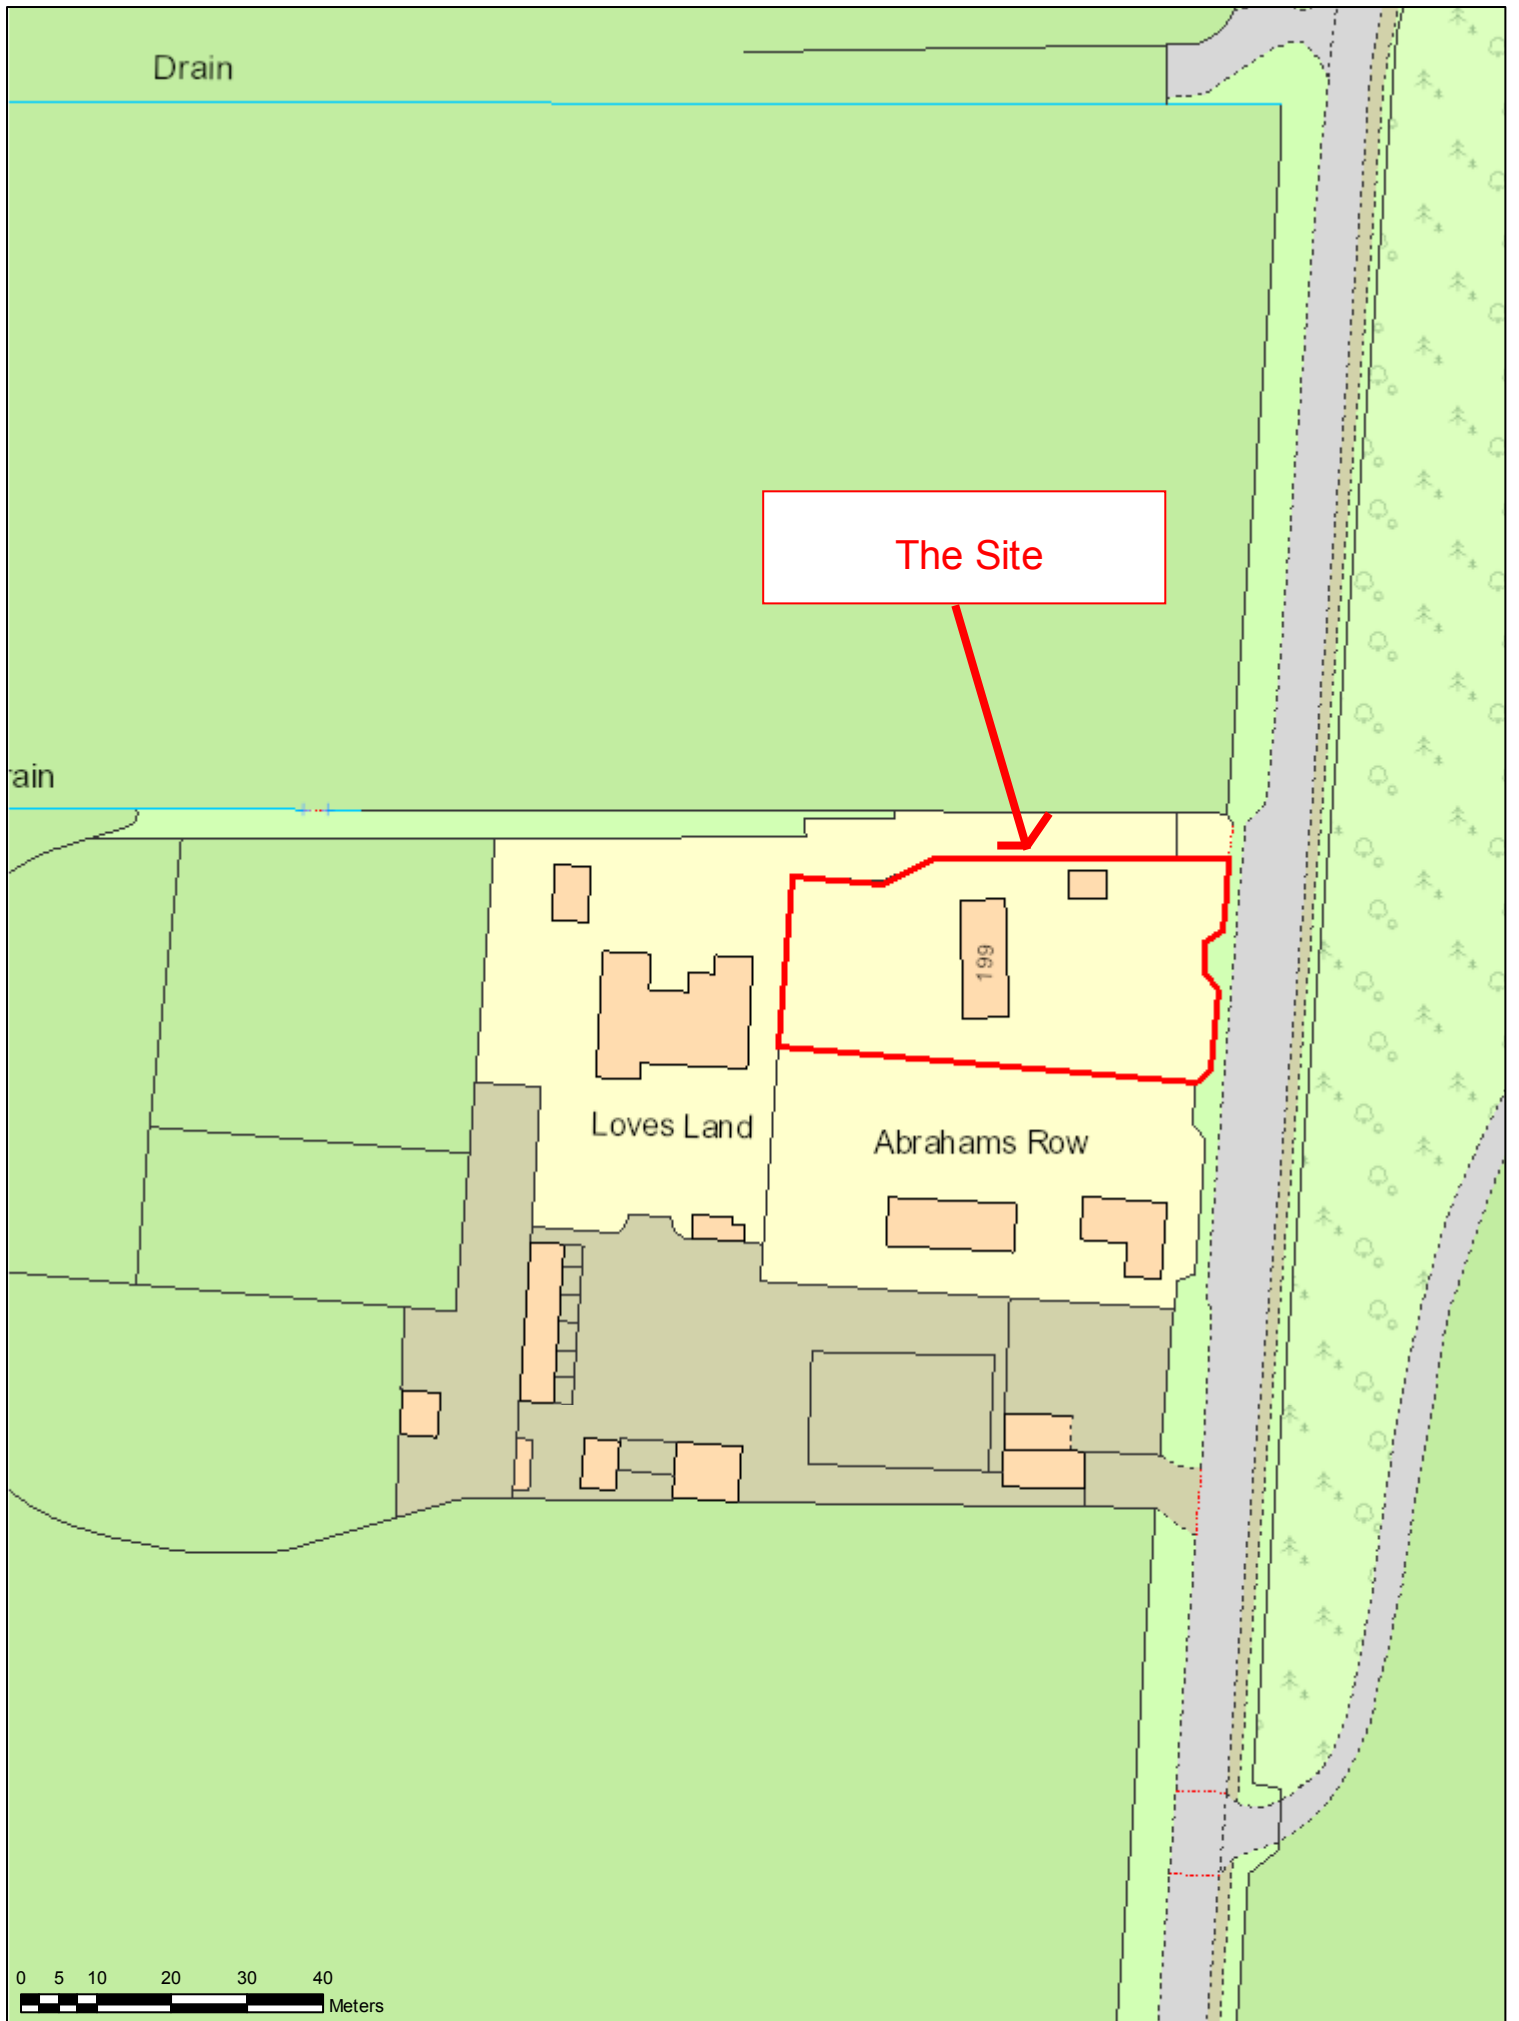 Drain
The Site
rain
199
Loves Land
Abrahams Row
0 5 10 20 30 40
Meters